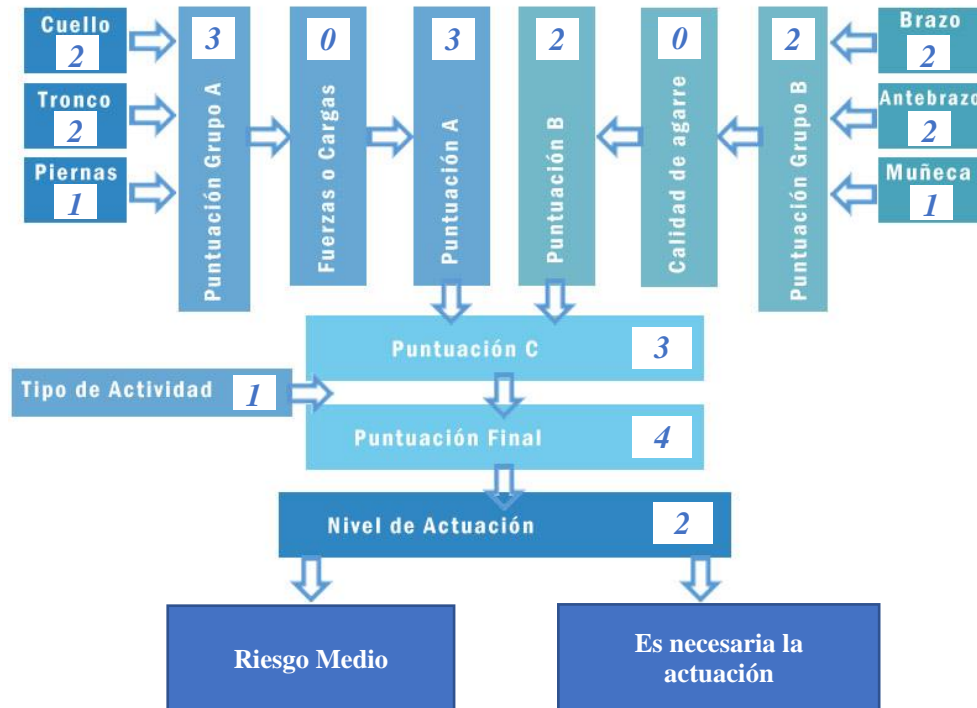 Cuello
2
Tronco
2
Piernas
1
3
Puntuación Grupo A
0
Fuerzas o Cargas
3
Puntuación A
2
Puntuación B
0
Calidad de agarre
2
Puntuación Grupo B
Brazo
2
Antebrazo
2
Muñeca
1
Puntuación C 3
Tipo de Actividad 1
Puntuación Final 4
Nivel de Actuación 2
Riesgo Medio
Es necesaria la
actuación